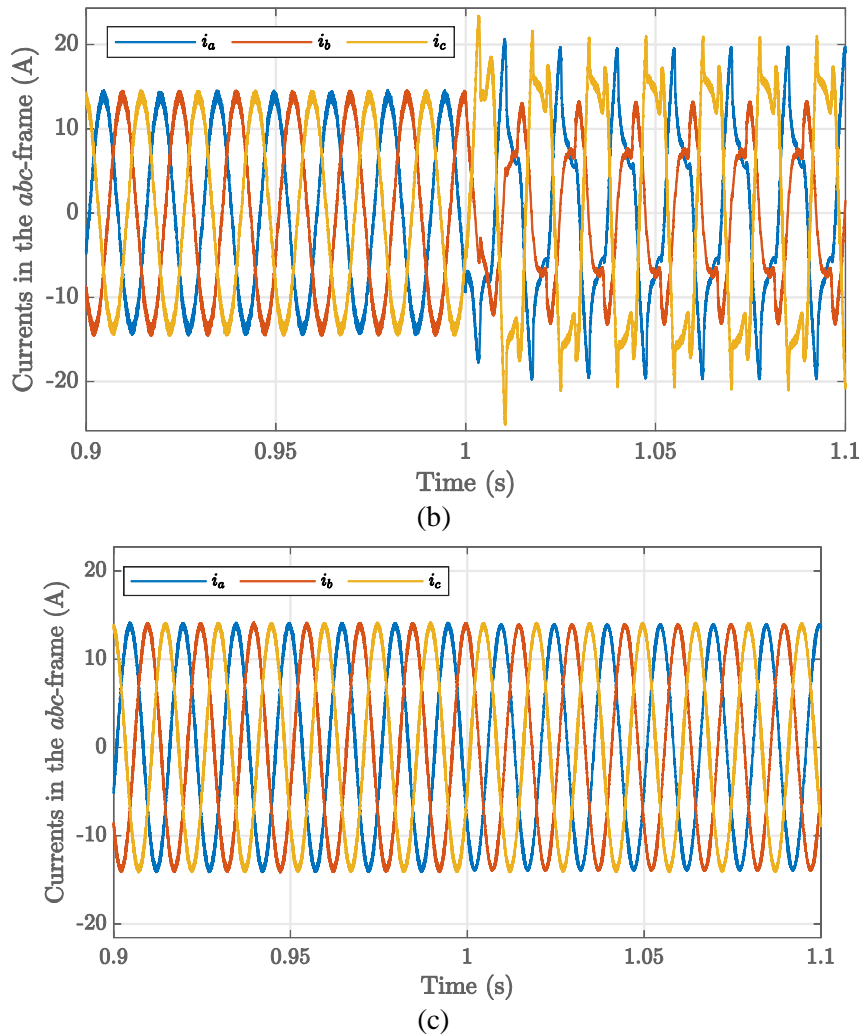 i_a i_b i_c
Currents in the abc-frame (A)
20
10
0
-10
-20
0.9 0.95 1 1.05 1.1
Time (s)
(b)
i_a i_b i_c
Currents in the abc-frame (A)
20
10
0
-10
-20
0.9 0.95 1 1.05 1.1
Time (s)
(c)